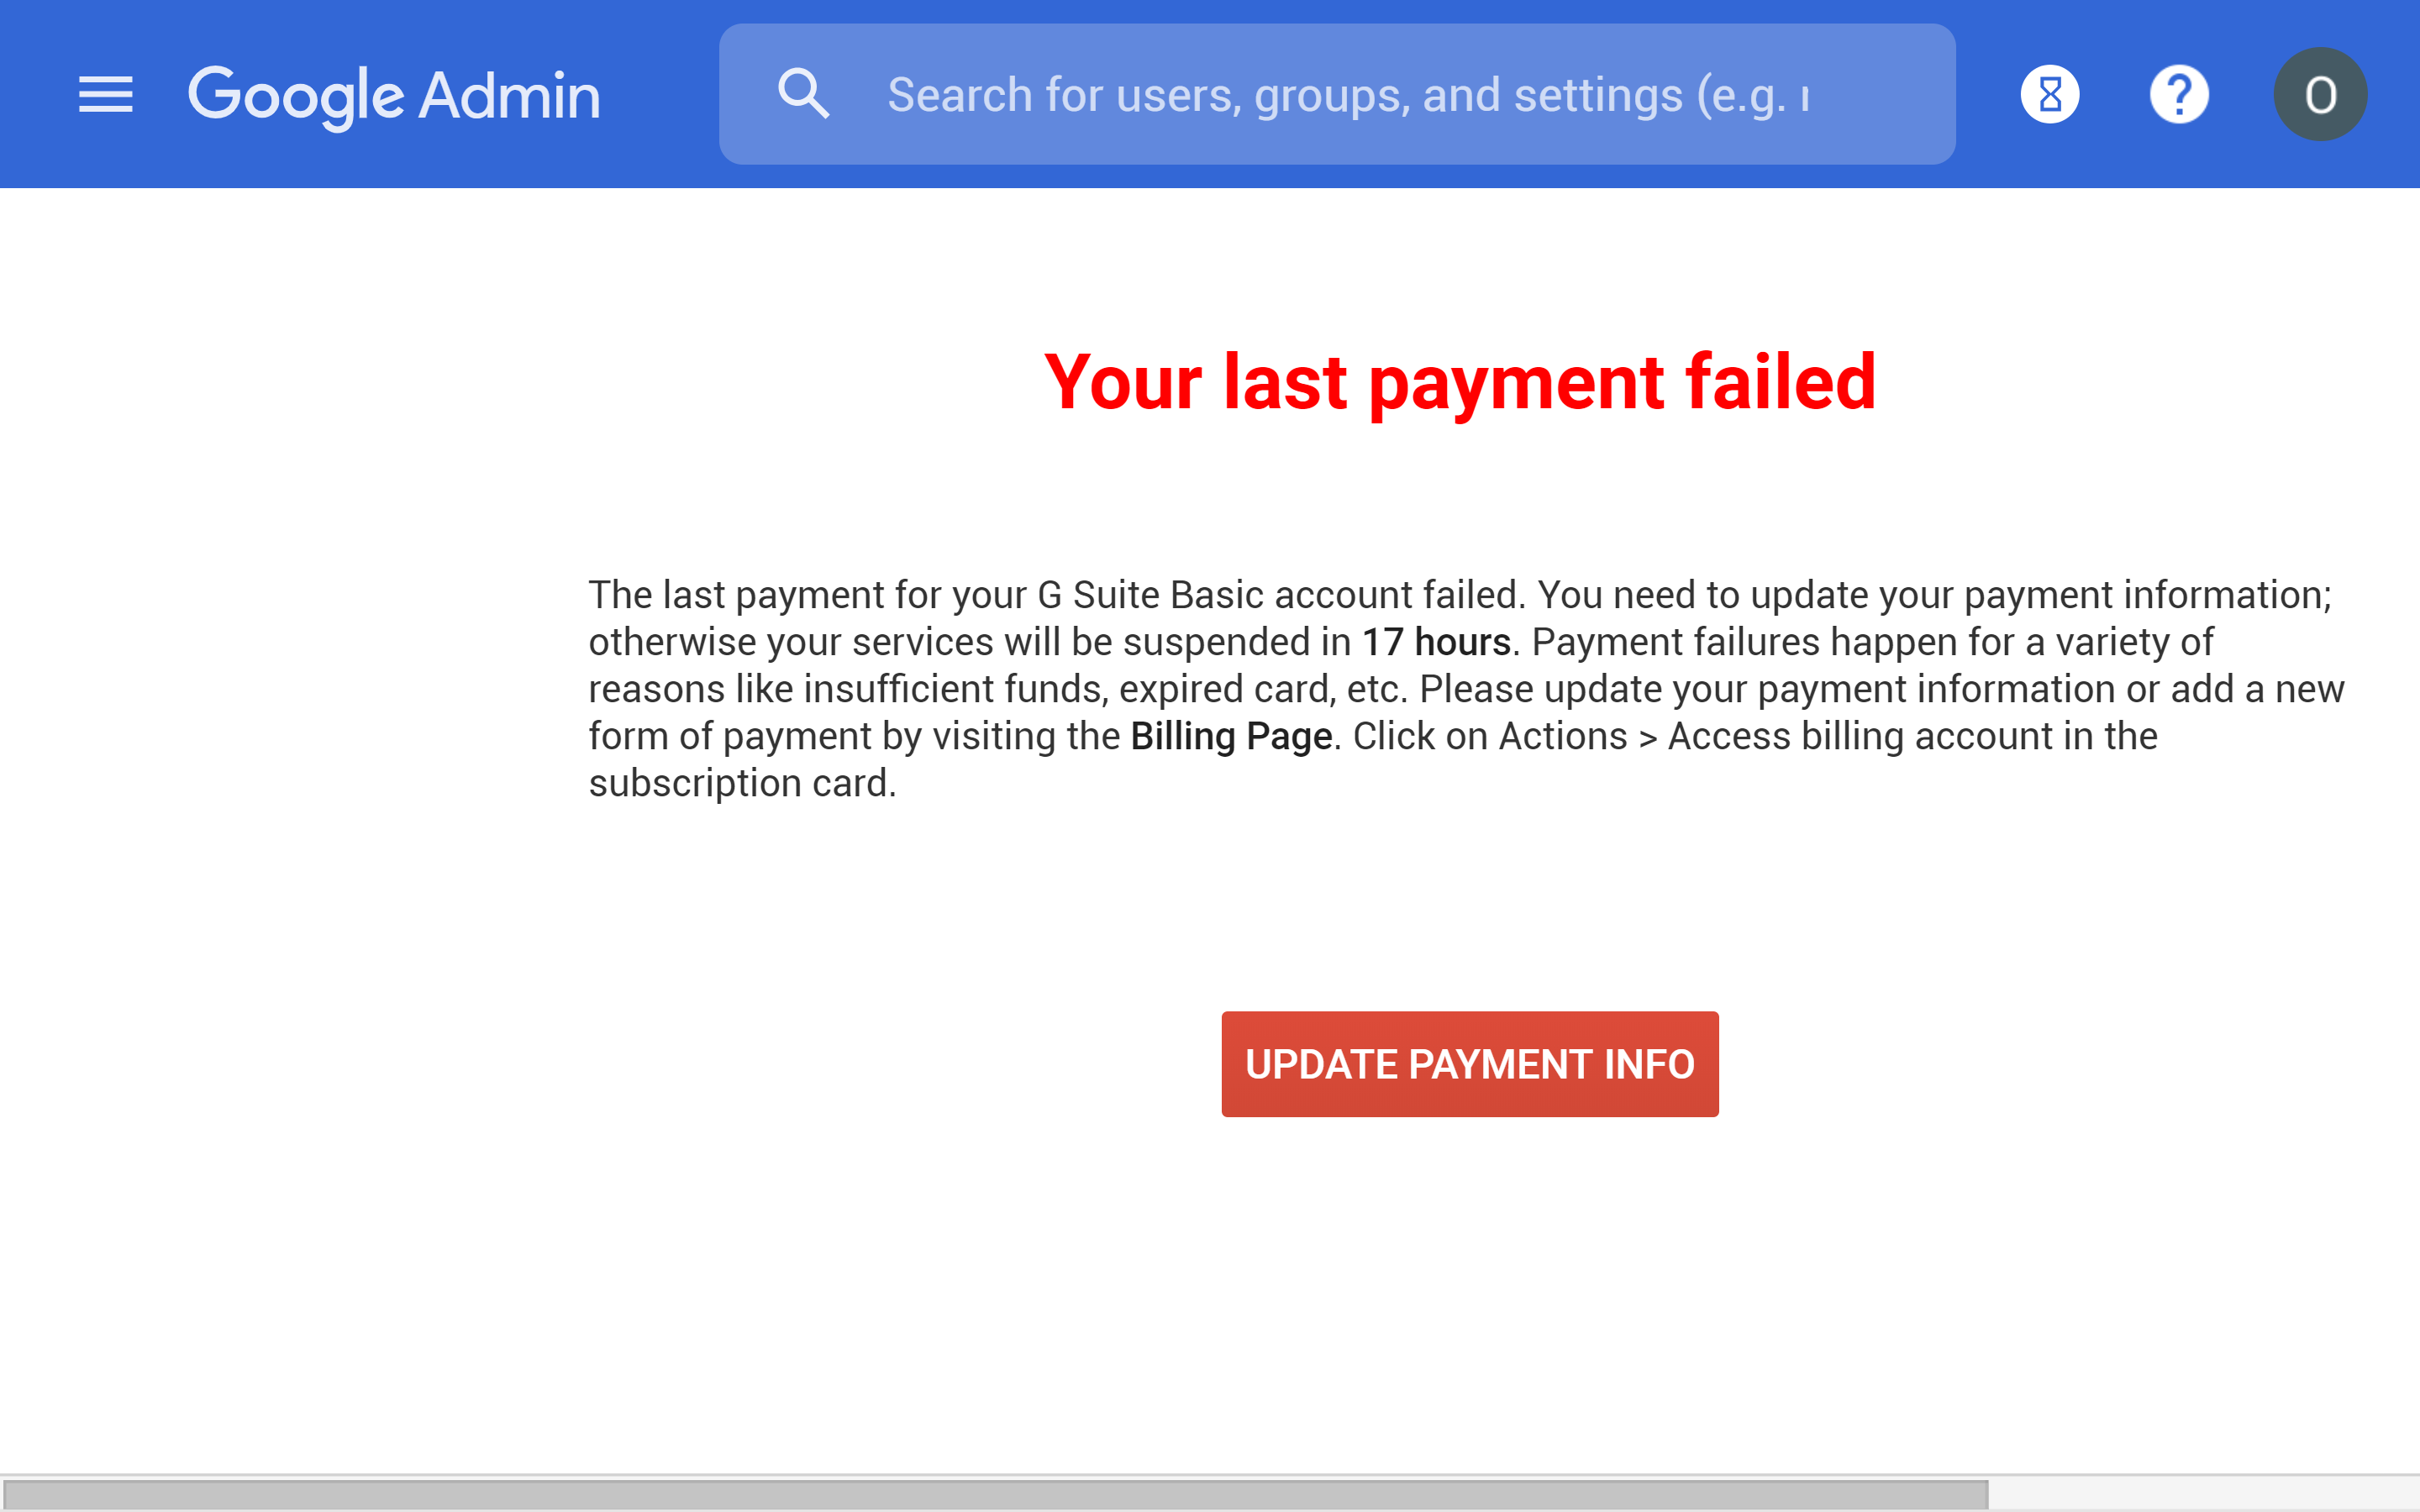 Google Admin
Search for users, groups, and settings (e.g.
O
Your last payment failed
The last payment for your G Suite Basic account failed. You need to update your payment information;
otherwise your services will be suspended in 17 hours. Payment failures happen for a variety of
reasons like insufficient funds, expired card, etc. Please update your payment information or add a new
form of payment by visiting the Billing Page. Click on Actions > Access billing account in the
subscription card.
UPDATE PAYMENT INFO